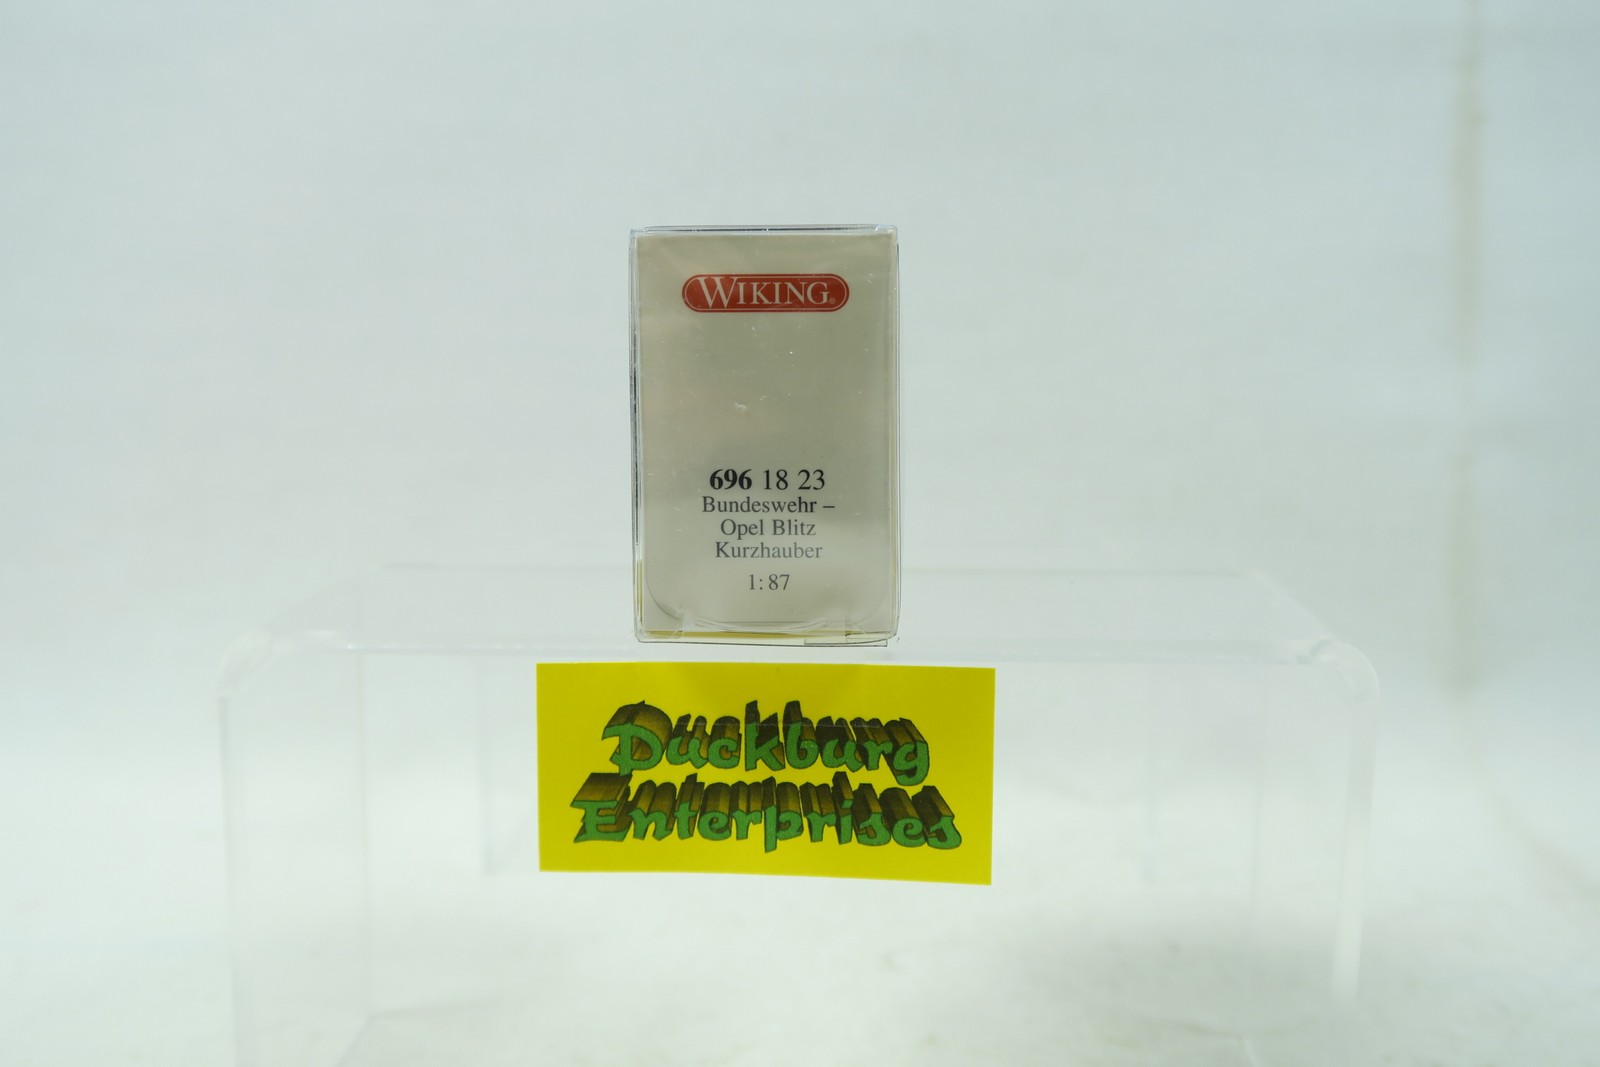 WIKING®
696 18 23
Bundeswehr –
Opel Blitz
Kurzhauber
1:87
Duckburg
Enterprises